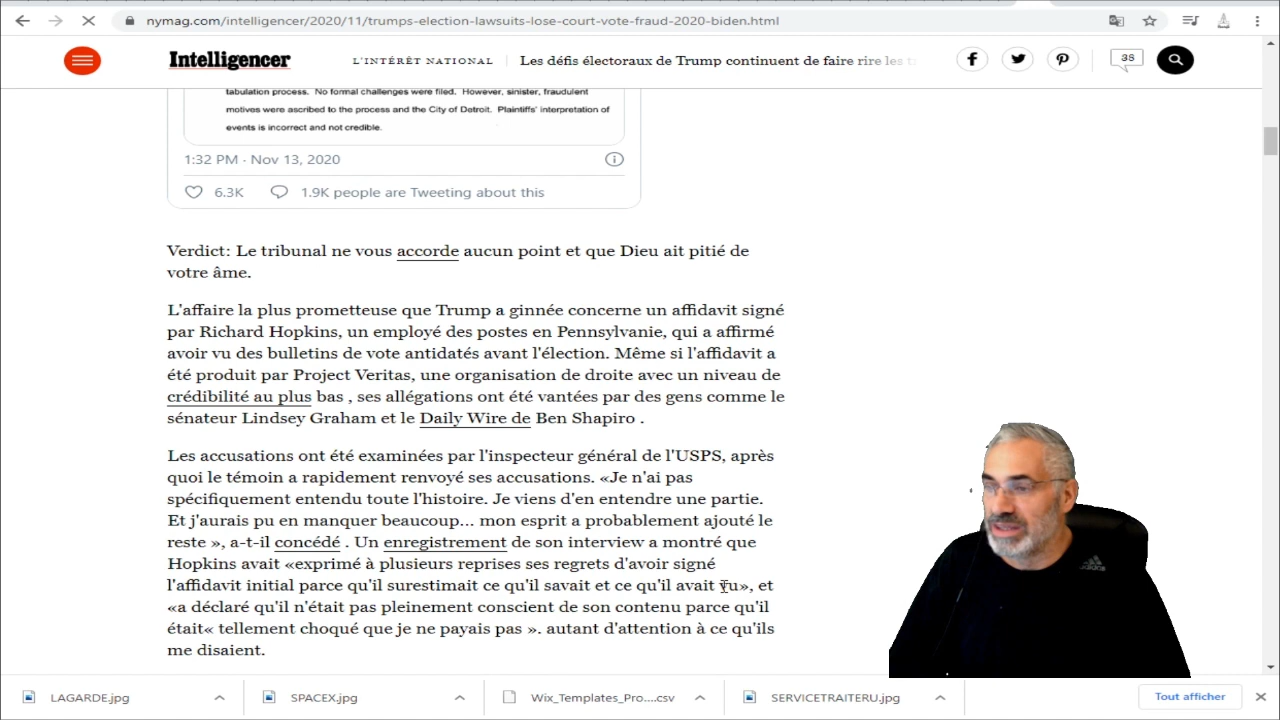 nymag.com/intelligencer/2020/11/trumps-election-lawsuits-lose-court-vote-fraud-2020-biden.html
Intelligencer
L'INTÉRÊT NATIONAL
Les défis électoraux de Trump continuent de faire rire les
35
tabulation process. No formal challenges were filed. However, sinister, fraudulent
motives were ascribed to the process and the City of Detroit. Plaintiffs' interpretation of
events is incorrect and not credible.
1:32 PM · Nov 13, 2020
6.3K
1.9K people are Tweeting about this
Verdict: Le tribunal ne vous accorde aucun point et que Dieu ait pitié de
votre âme.
L'affaire la plus prometteuse que Trump a ginnée concerne un affidavit signé
par Richard Hopkins, un employé des postes en Pennsylvanie, qui a affirmé
avoir vu des bulletins de vote antidatés avant l'élection. Même si l'affidavit a
été produit par Project Veritas, une organisation de droite avec un niveau de
crédibilité au plus bas , ses allégations ont été vantées par des gens comme le
sénateur Lindsey Graham et le Daily Wire de Ben Shapiro .
Les accusations ont été examinées par l'inspecteur général de l'USPS, après
quoi le témoin a rapidement renvoyé ses accusations. «Je n'ai pas
spécifiquement entendu toute l'histoire. Je viens d'en entendre une partie.
Et j'aurais pu en manquer beaucoup... mon esprit a probablement ajouté le
reste », a-t-il concédé . Un enregistrement de son interview a montré que
Hopkins avait «exprimé à plusieurs reprises ses regrets d'avoir signé
l'affidavit initial parce qu'il surestimait ce qu'il savait et ce qu'il avait vu», et
«a déclaré qu'il n'était pas pleinement conscient de son contenu parce qu'il
était« tellement choqué que je ne payais pas ». autant d'attention à ce qu'ils
me disaient.
adidas
LAGARDE.jpg
SPACEX.jpg
Wix_Templates_Pro....csv
SERVICETRAITERU.jpg
Tout afficher